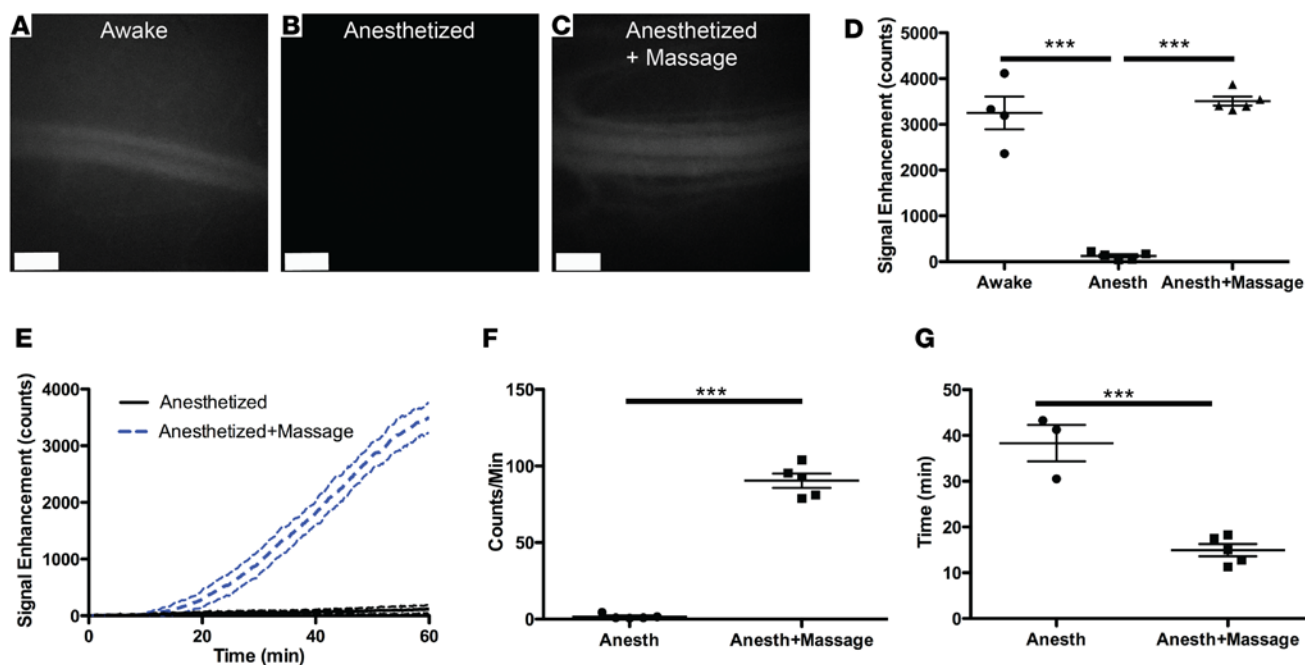 A
Awake
B
Anesthetized
C
Anesthetized
+ Massage
D
Signal Enhancement (counts)
5000
4000
3000
2000
1000
0
***
***
Awake
Anesth
Anesth+Massage
E
Signal Enhancement (counts)
4000
3000
2000
1000
0
Anesthetized
Anesthetized+Massage
0
20
40
60
Time (min)
F
Counts/Min
150
100
50
0
***
Anesth
Anesth+Massage
G
Time (min)
50
40
30
20
10
0
***
Anesth
Anesth+Massage